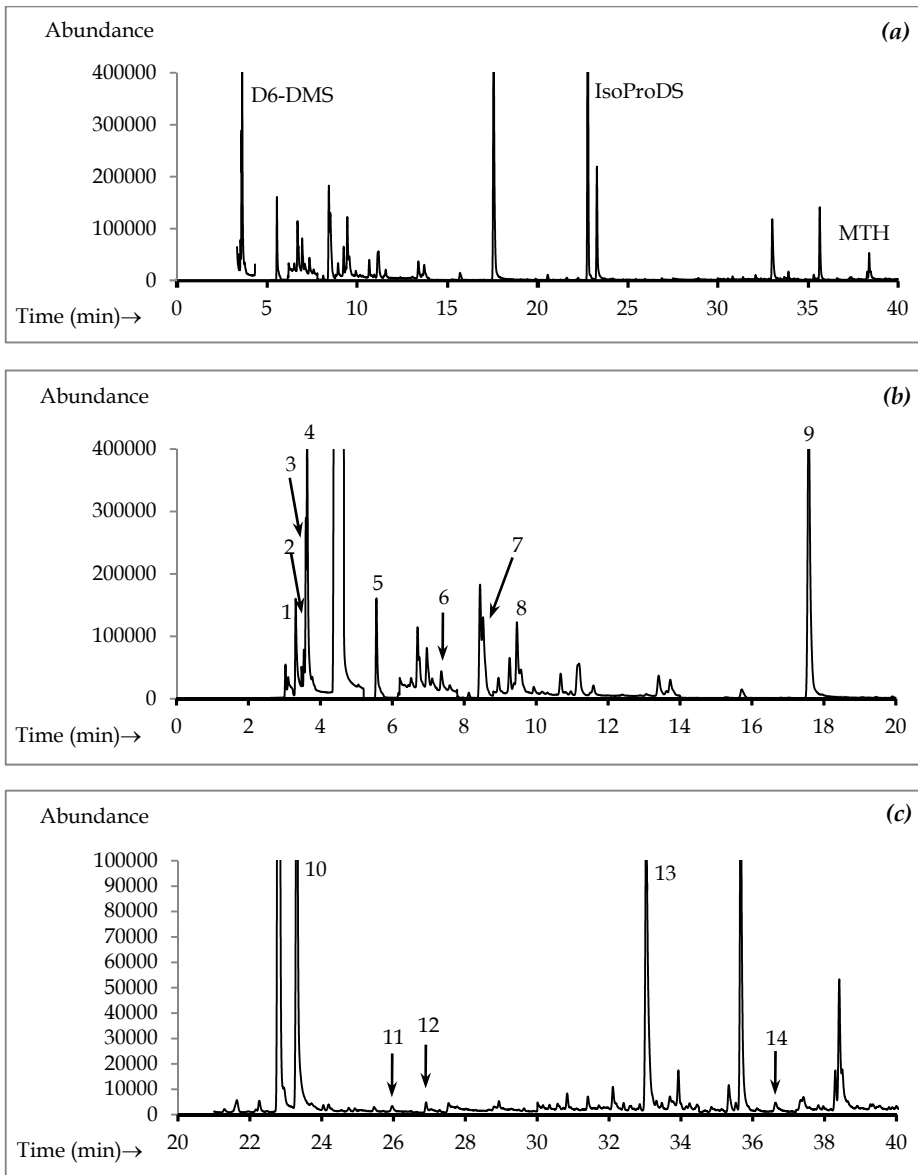 Abundance (a)
400000 D6-DMS IsoProDS
300000
200000
100000 MTH
0
0 5 10 15 20 25 30 35 40
Time (min)→
Abundance (b)
4 9
400000
3
300000
2 7
200000
1 5 6 8
100000
0
0 2 4 6 8 10 12 14 16 18 20
Time (min)→
Abundance (c)
100000 10 13
90000
80000
70000
60000
50000
40000
30000 11 12 14
20000
10000
0
20 22 24 26 28 30 32 34 36 38 40
Time (min)→